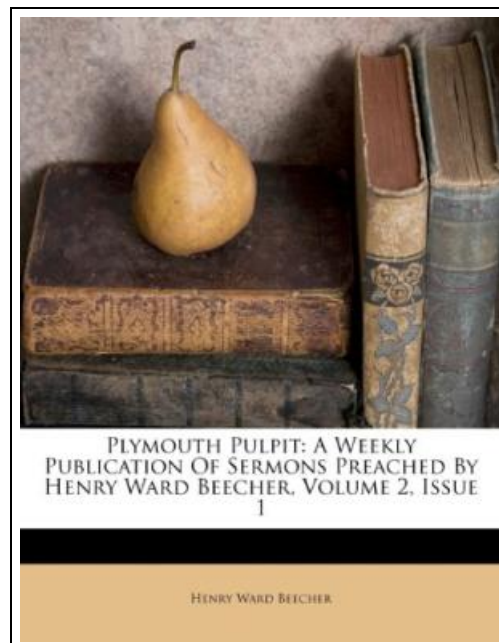 Plymouth Pulpit: A Weekly
Publication Of Sermons Preached By
Henry Ward Beecher, Volume 2, Issue
1
Henry Ward Beecher